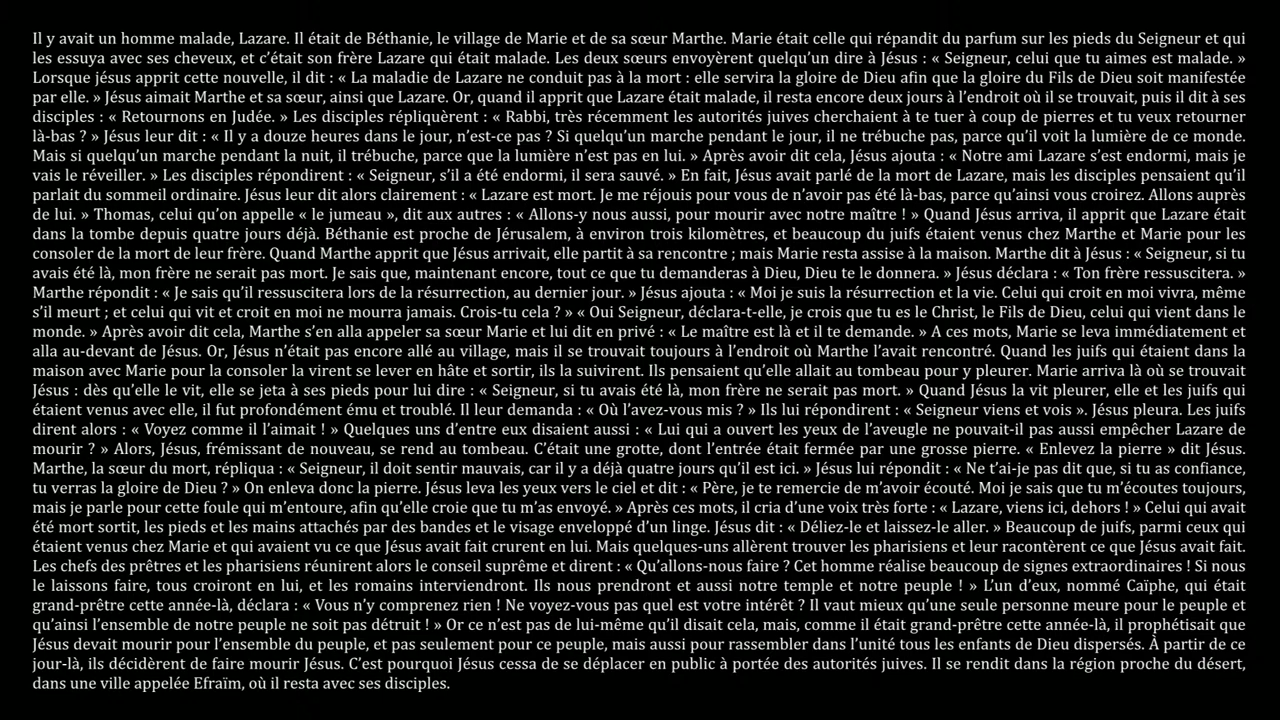 Il y avait un homme malade, Lazare. Il était de Béthanie, le village de Marie et de sa sœur Marthe. Marie était celle qui répandit du parfum sur les pieds du Seigneur et qui
les essuya avec ses cheveux, et c’était son frère Lazare qui était malade. Les deux sœurs envoyèrent quelqu’un dire à Jésus : « Seigneur, celui que tu aimes est malade. »
Lorsque jésus apprit cette nouvelle, il dit : « La maladie de Lazare ne conduit pas à la mort : elle servira la gloire de Dieu afin que la gloire du Fils de Dieu soit manifestée
par elle. » Jésus aimait Marthe et sa sœur, ainsi que Lazare. Or, quand il apprit que Lazare était malade, il resta encore deux jours à l’endroit où il se trouvait, puis il dit à ses
disciples : « Retournons en Judée. » Les disciples répliquèrent : « Rabbi, très récemment les autorités juives cherchaient à te tuer à coup de pierres et tu veux retourner
là-bas ? » Jésus leur dit : « Il y a douze heures dans le jour, n’est-ce pas ? Si quelqu’un marche pendant le jour, il ne trébuche pas, parce qu’il voit la lumière de ce monde.
Mais si quelqu’un marche pendant la nuit, il trébuche, parce que la lumière n’est pas en lui. » Après avoir dit cela, Jésus ajouta : « Notre ami Lazare s’est endormi, mais je
vais le réveiller. » Les disciples répondirent : « Seigneur, s’il a été endormi, il sera sauvé. » En fait, Jésus avait parlé de la mort de Lazare, mais les disciples pensaient qu’il
parlait du sommeil ordinaire. Jésus leur dit alors clairement : « Lazare est mort. Je me réjouis pour vous de n’avoir pas été là-bas, parce qu’ainsi vous croirez. Allons auprès
de lui. » Thomas, celui qu’on appelle « le jumeau », dit aux autres : « Allons-y nous aussi, pour mourir avec notre maître ! » Quand Jésus arriva, il apprit que Lazare était
dans la tombe depuis quatre jours déjà. Béthanie est proche de Jérusalem, à environ trois kilomètres, et beaucoup du juifs étaient venus chez Marthe et Marie pour les
consoler de la mort de leur frère. Quand Marthe apprit que Jésus arrivait, elle partit à sa rencontre ; mais Marie resta assise à la maison. Marthe dit à Jésus : « Seigneur, si tu
avais été là, mon frère ne serait pas mort. Je sais que, maintenant encore, tout ce que tu demanderas à Dieu, Dieu te le donnera. » Jésus déclara : « Ton frère ressuscitera. »
Marthe répondit : « Je sais qu’il ressuscitera lors de la résurrection, au dernier jour. » Jésus ajouta : « Moi je suis la résurrection et la vie. Celui qui croit en moi vivra, même
s’il meurt ; et celui qui vit et croit en moi ne mourra jamais. Crois-tu cela ? » « Oui Seigneur, déclara-t-elle, je crois que tu es le Christ, le Fils de Dieu, celui qui vient dans le
monde. » Après avoir dit cela, Marthe s’en alla appeler sa sœur Marie et lui dit en privé : « Le maître est là et il te demande. » A ces mots, Marie se leva immédiatement et
alla au-devant de Jésus. Or, Jésus n’était pas encore allé au village, mais il se trouvait toujours à l’endroit où Marthe l’avait rencontré. Quand les juifs qui étaient dans la
maison avec Marie pour la consoler la virent se lever en hâte et sortir, ils la suivirent. Ils pensaient qu’elle allait au tombeau pour y pleurer. Marie arriva là où se trouvait
Jésus : dès qu’elle le vit, elle se jeta à ses pieds pour lui dire : « Seigneur, si tu avais été là, mon frère ne serait pas mort. » Quand Jésus la vit pleurer, elle et les juifs qui
étaient venus avec elle, il fut profondément ému et troublé. Il leur demanda : « Où l’avez-vous mis ? » Ils lui répondirent : « Seigneur viens et vois ». Jésus pleura. Les juifs
dirent alors : « Voyez comme il l’aimait ! » Quelques uns d’entre eux disaient aussi : « Lui qui a ouvert les yeux de l’aveugle ne pouvait-il pas aussi empêcher Lazare de
mourir ? » Alors, Jésus, frémissant de nouveau, se rend au tombeau. C’était une grotte, dont l’entrée était fermée par une grosse pierre. « Enlevez la pierre » dit Jésus.
Marthe, la sœur du mort, répliqua : « Seigneur, il doit sentir mauvais, car il y a déjà quatre jours qu’il est ici. » Jésus lui répondit : « Ne t’ai-je pas dit que, si tu as confiance,
tu verras la gloire de Dieu ? » On enleva donc la pierre. Jésus leva les yeux vers le ciel et dit : « Père, je te remercie de m’avoir écouté. Moi je sais que tu m’écoutes toujours,
mais je parle pour cette foule qui m’entoure, afin qu’elle croie que tu m’as envoyé. » Après ces mots, il cria d’une voix très forte : « Lazare, viens ici, dehors ! » Celui qui avait
été mort sortit, les pieds et les mains attachés par des bandes et le visage enveloppé d’un linge. Jésus dit : « Déliez-le et laissez-le aller. » Beaucoup de juifs, parmi ceux qui
étaient venus chez Marie et qui avaient vu ce que Jésus avait fait crurent en lui. Mais quelques-uns allèrent trouver les pharisiens et leur racontèrent ce que Jésus avait fait.
Les chefs des prêtres et les pharisiens réunirent alors le conseil suprême et dirent : « Qu’allons-nous faire ? Cet homme réalise beaucoup de signes extraordinaires ! Si nous
le laissons faire, tous croiront en lui, et les romains interviendront. Ils nous prendront et aussi notre temple et notre peuple ! » L’un d’eux, nommé Caïphe, qui était
grand-prêtre cette année-là, déclara : « Vous n’y comprenez rien ! Ne voyez-vous pas quel est votre intérêt ? Il vaut mieux qu’une seule personne meure pour le peuple et
qu’ainsi l’ensemble de notre peuple ne soit pas détruit ! » Or ce n’est pas de lui-même qu’il disait cela, mais, comme il était grand-prêtre cette année-là, il prophétisait que
Jésus devait mourir pour l’ensemble du peuple, et pas seulement pour ce peuple, mais aussi pour rassembler dans l’unité tous les enfants de Dieu dispersés. À partir de ce
jour-là, ils décidèrent de faire mourir Jésus. C’est pourquoi Jésus cessa de se déplacer en public à portée des autorités juives. Il se rendit dans la région proche du désert,
dans une ville appelée Efraïm, où il resta avec ses disciples.